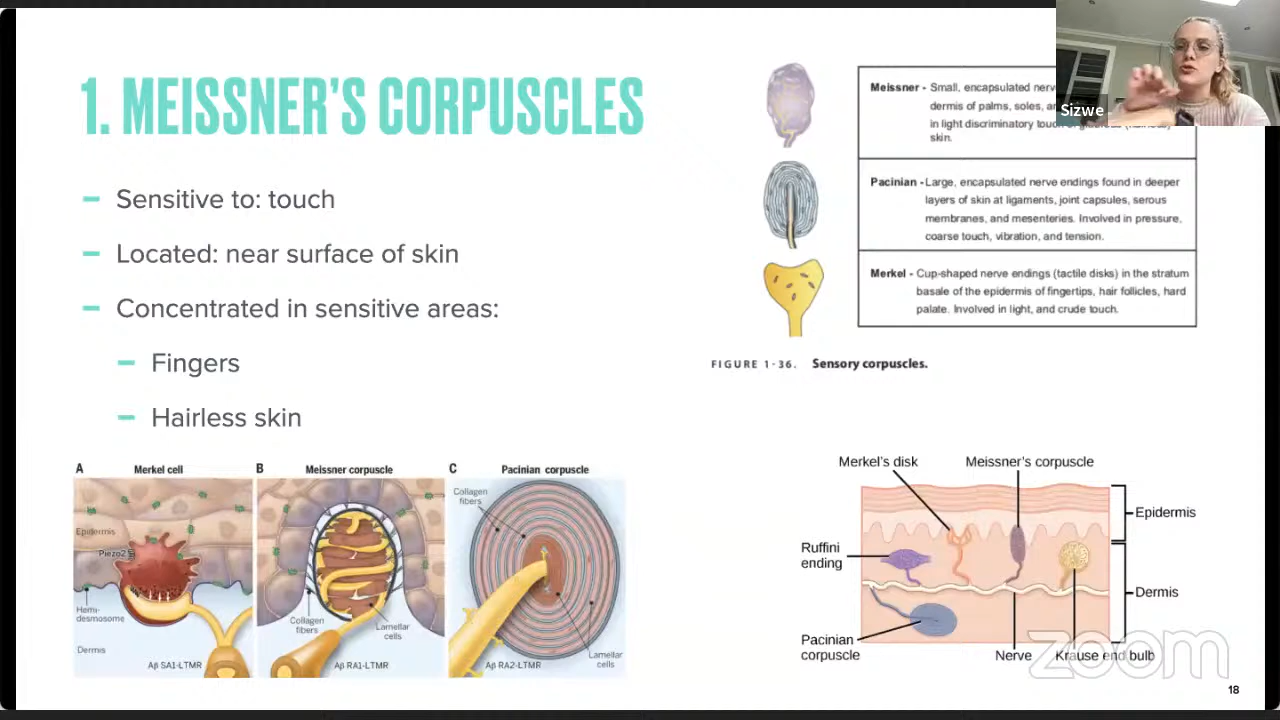 1. MEISSNER'S CORPUSCLES
Sensitive to: touch
Located: near surface of skin
Concentrated in sensitive areas:
Fingers
Hairless skin
Meissner - Small, encapsulated
dermis of palms, soles,
in light discriminatory touch
skin.
Pacinian - Large, encapsulated nerve endings found in deeper
layers of skin at ligaments, joint capsules, serous
membranes, and mesenteries. Involved in pressure,
coarse touch, vibration, and tension.
Merkel - Cup-shaped nerve endings (tactile disks) in the stratum
basale of the epidermis of fingertips, hair follicles, hard
palate. Involved in light, and crude touch.
FIGURE 1-36. Sensory corpuscles.
Sizwe
A Merkel cell
Epidermis
Piezo2
Hemi-
desmosome
Dermis
Aβ SA1-LTMR
B Meissner corpuscle
Collagen
fibers
Lamellar
cells
Aβ RA1-LTMR
C Pacinian corpuscle
Collagen
fibers
Lamellar
cells
Aβ RA2-LTMR
Merkel's disk
Meissner's corpuscle
Epidermis
Ruffini
ending
Dermis
Pacinian
corpuscle
Nerve
Krause end bulb
zoom
18